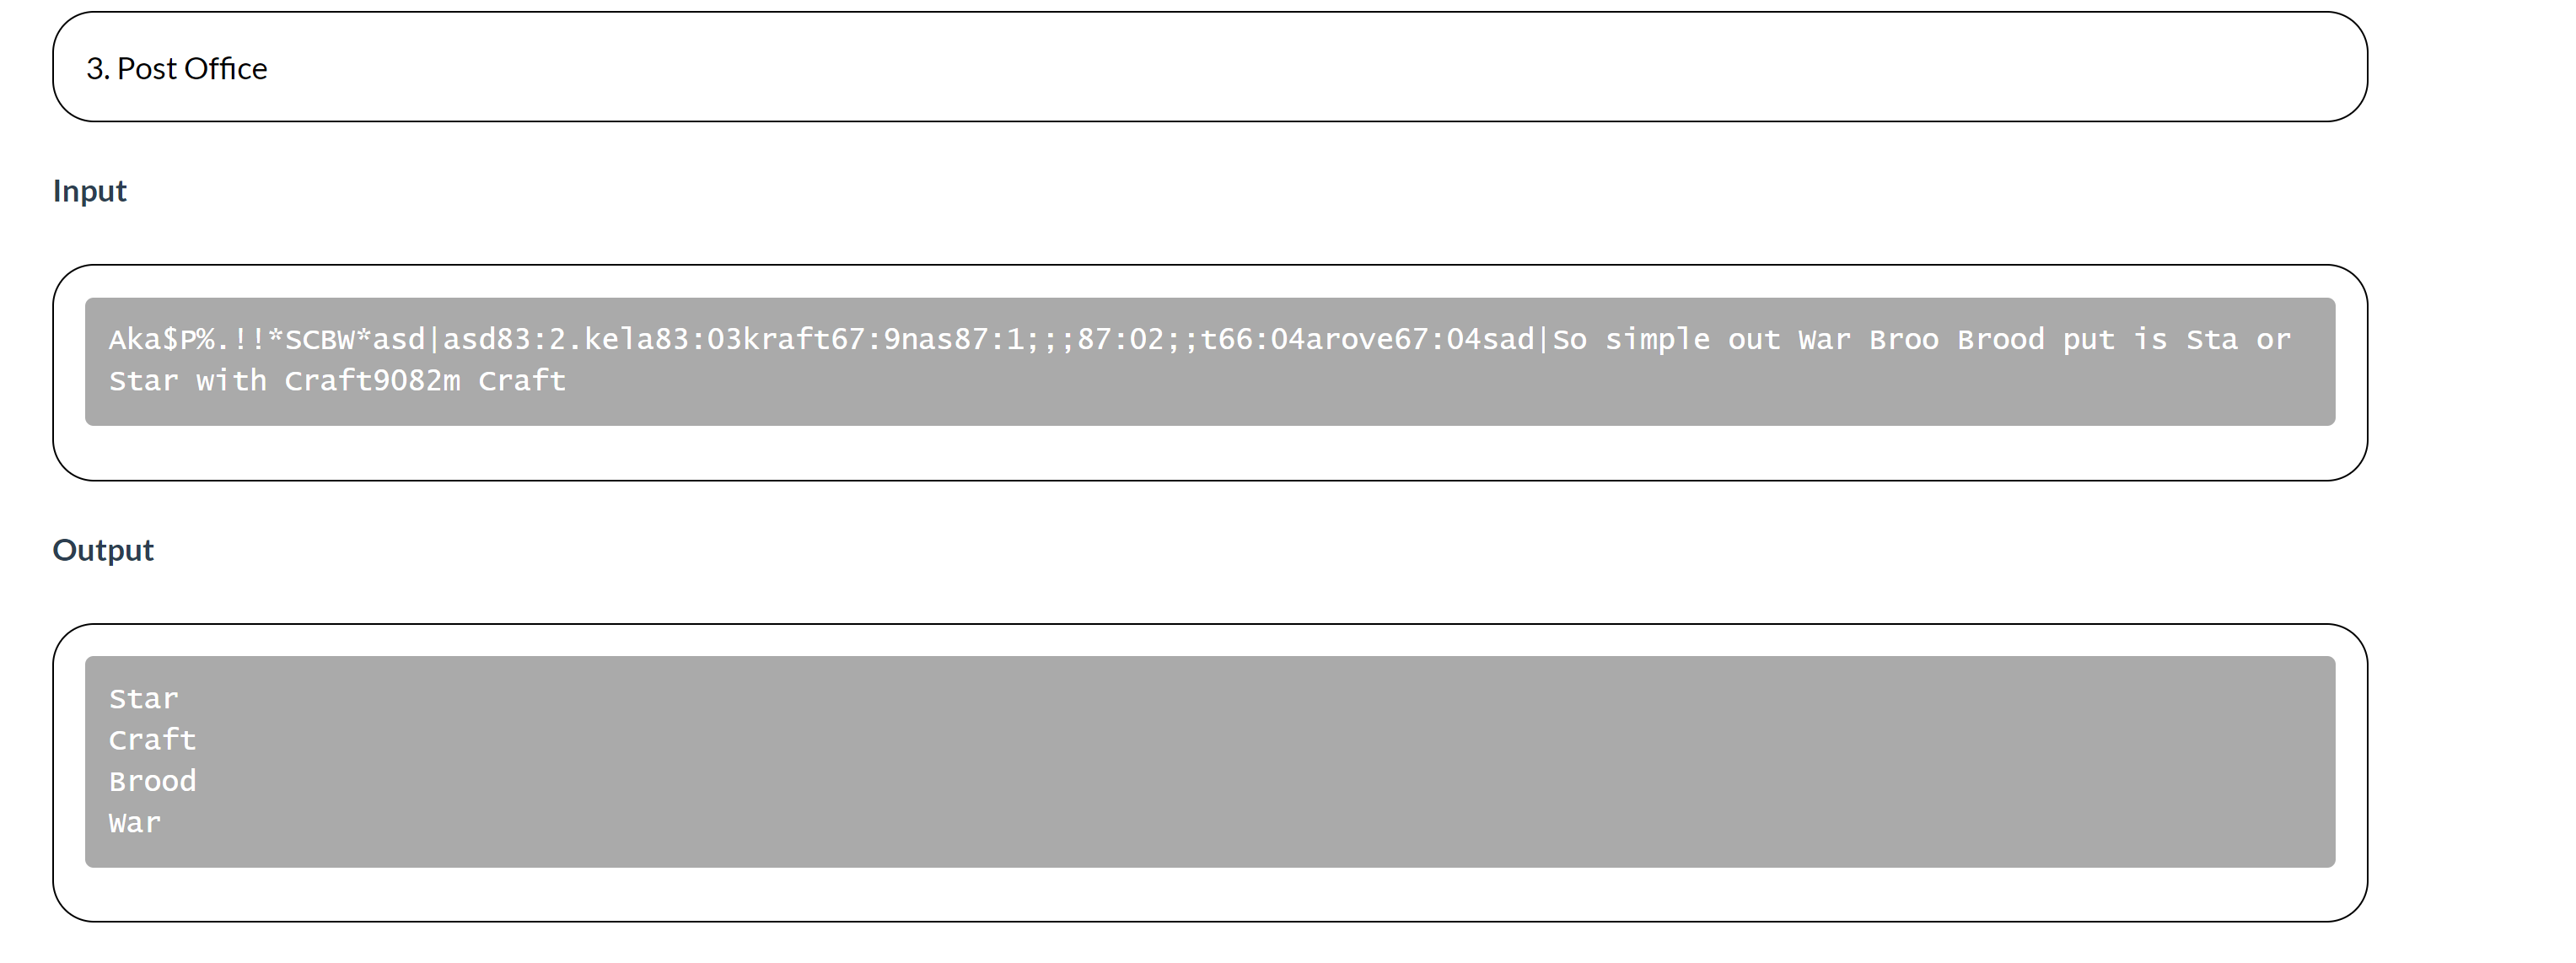 3. Post Office
Input
Aka$P%.!!*SCBW*asd|asd83:2.kela83:03kraft67:9nas87:1;;;87:02;;t66:04arove67:04sad|So simple out War Broo Brood put is Sta or
Star with Craft9082m Craft
Output
Star
Craft
Brood
War